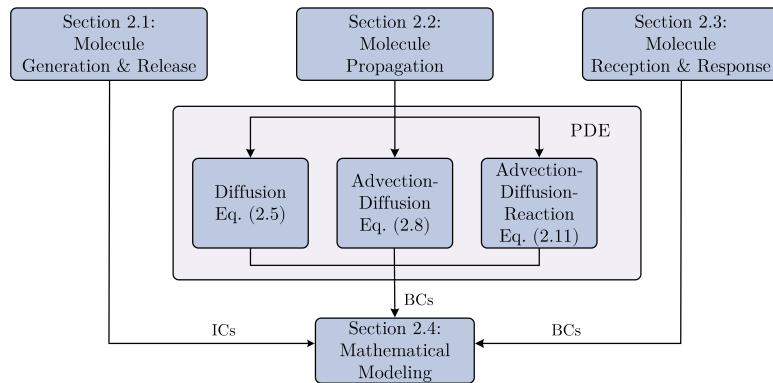 Section 2.1:
Molecule
Generation & Release
Section 2.2:
Molecule
Propagation
Section 2.3:
Molecule
Reception & Response
PDE
Diffusion
Eq. (2.5)
Advection-
Diffusion
Eq. (2.8)
Advection-
Diffusion-
Reaction
Eq. (2.11)
BCs
ICs
BCs
Section 2.4:
Mathematical
Modeling